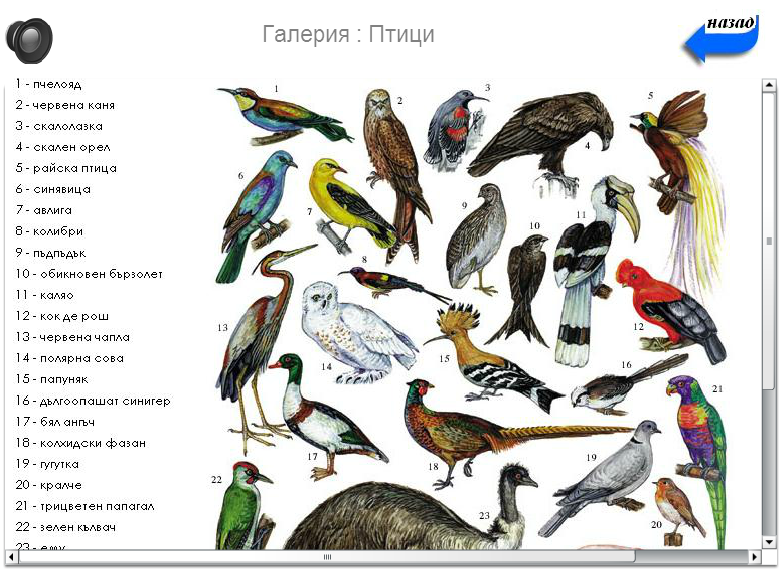 Галерия : Птици
назад
1 - пчелояд
2 - червена каня
3 - скалолазка
4 - скален орел
5 - райска птица
6 - синявица
7 - авлига
8 - колибри
9 - пъдпъдък
10 - обикновен бързолет
11 - каляо
12 - кок де рош
13 - червена чапла
14 - полярна сова
15 - папуняк
16 - дългоопашат синигер
17 - бял ангъч
18 - колхидски фазан
19 - гугутка
20 - кралче
21 - трицветен папагал
22 - зелен кълвач
23 - ему
1
2
3
4
5
6
7
8
9
10
11
12
13
14
15
16
17
18
19
20
21
22
23